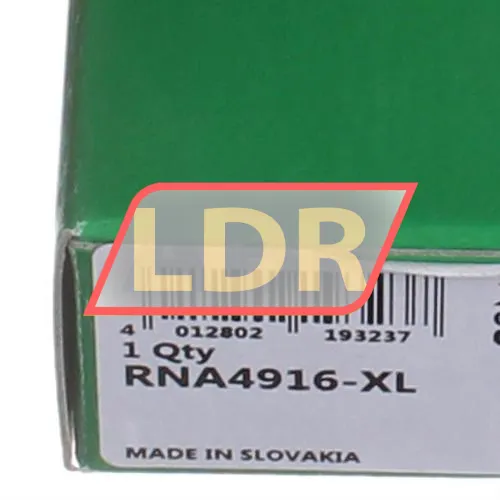 LDR
4 012802 193237
1 Qty
RNA4916-XL
MADE IN SLOVAKIA